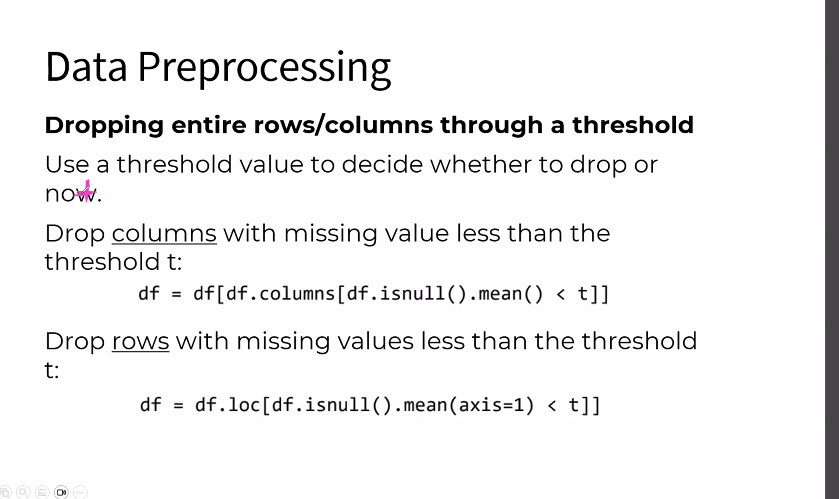 Data Preprocessing
Dropping entire rows/columns through a threshold
Use a threshold value to decide whether to drop or
now.
Drop columns with missing value less than the
threshold t:
df = df[df.columns[df.isnull().mean() < t]]
Drop rows with missing values less than the threshold
t:
df = df.loc[df.isnull().mean(axis=1) < t]]